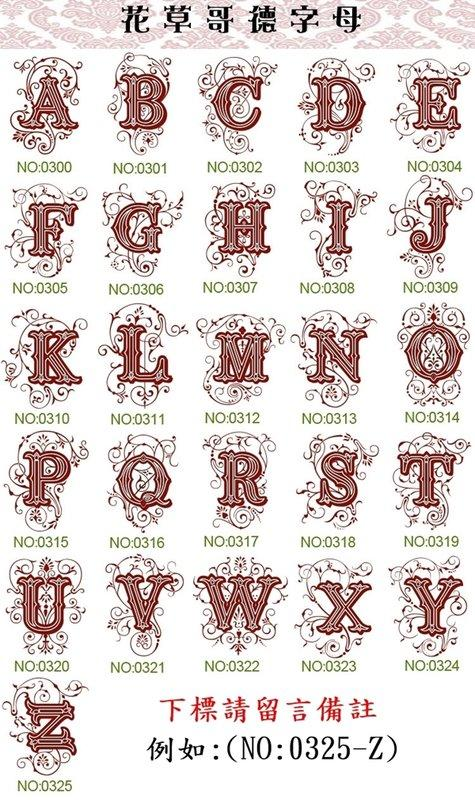 花草哥德字母
A B C D E
NO:0300 NO:0301 NO:0302 NO:0303 NO:0304
F G H I J
NO:0305 NO:0306 NO:0307 NO:0308 NO:0309
K L M N O
NO:0310 NO:0311 NO:0312 NO:0313 NO:0314
P Q R S T
NO:0315 NO:0316 NO:0317 NO:0318 NO:0319
U V W X Y
NO:0320 NO:0321 NO:0322 NO:0323 NO:0324
Z
NO:0325
下標請留言備註
例如:(NO:0325-Z)